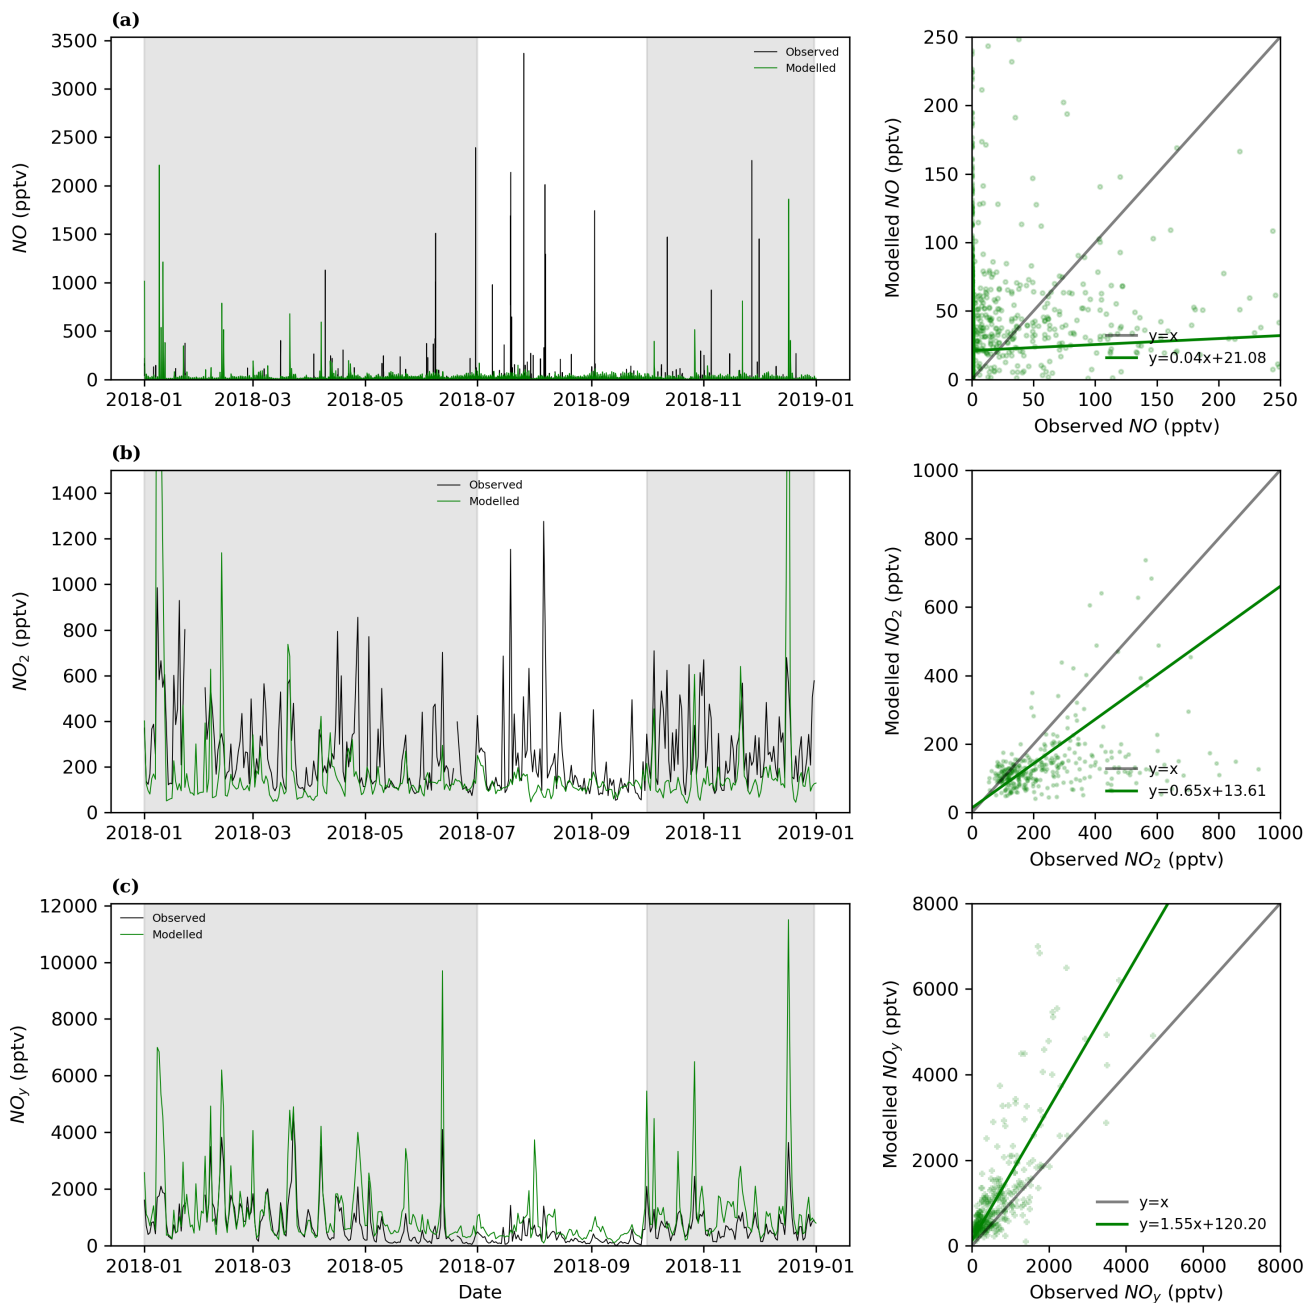 (a)
3500
3000
2500
2000
1500
1000
500
0
NO (pptv)
Observed
Modelled
2018-01 2018-03 2018-05 2018-07 2018-09 2018-11 2019-01
250
200
150
100
50
0
Modelled NO (pptv)
y=x
y=0.04x+21.08
0 50 100 150 200 250
Observed NO (pptv)
(b)
1400
1200
1000
800
600
400
200
0
NO2 (pptv)
Observed
Modelled
2018-01 2018-03 2018-05 2018-07 2018-09 2018-11 2019-01
1000
800
600
400
200
0
Modelled NO2 (pptv)
y=x
y=0.65x+13.61
0 200 400 600 800 1000
Observed NO2 (pptv)
(c)
12000
10000
8000
6000
4000
2000
0
NOy (pptv)
Observed
Modelled
2018-01 2018-03 2018-05 2018-07 2018-09 2018-11 2019-01
Date
8000
6000
4000
2000
0
Modelled NOy (pptv)
y=x
y=1.55x+120.20
0 2000 4000 6000 8000
Observed NOy (pptv)